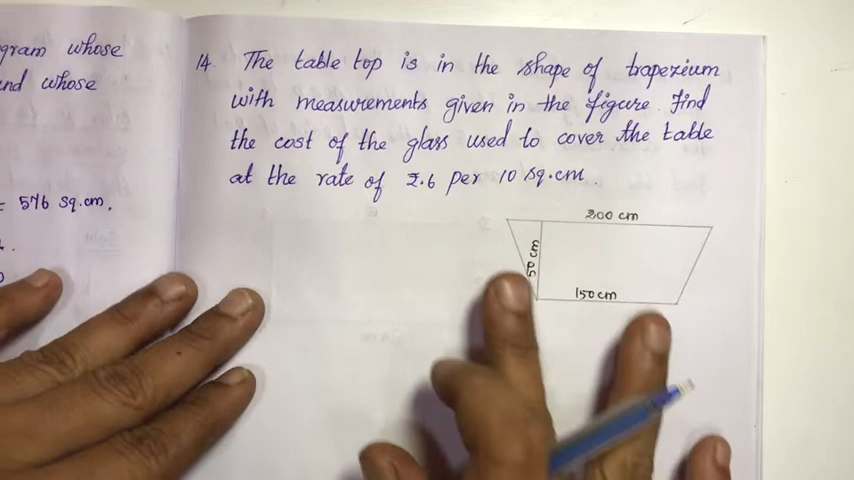 gram whose
and whose
= 576 sq.cm.
14. The table top is in the shape of trapezium
with measurements given in the figure. Find
the cost of the glass used to cover the table
at the rate of ₹.6 per 10 sq.cm.
200 cm
50 cm
150 cm